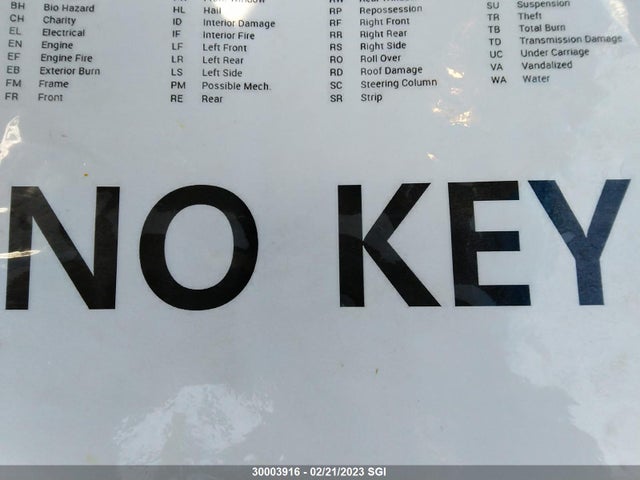 BH Bio Hazard
CH Charity
EL Electrical
EN Engine
EF Engine Fire
EB Exterior Burn
FM Frame
FR Front
HL Hail
ID Interior Damage
IF Interior Fire
LF Left Front
LR Left Rear
LS Left Side
PM Possible Mech.
RE Rear
RP Repossession
RF Right Front
RR Right Rear
RS Right Side
RO Roll Over
RD Roof Damage
SC Steering Column
SR Strip
SU Suspension
TR Theft
TB Total Burn
TD Transmission Damage
UC Under Carriage
VA Vandalized
WA Water
NO KEY
30003916 - 02/21/2023 SGI